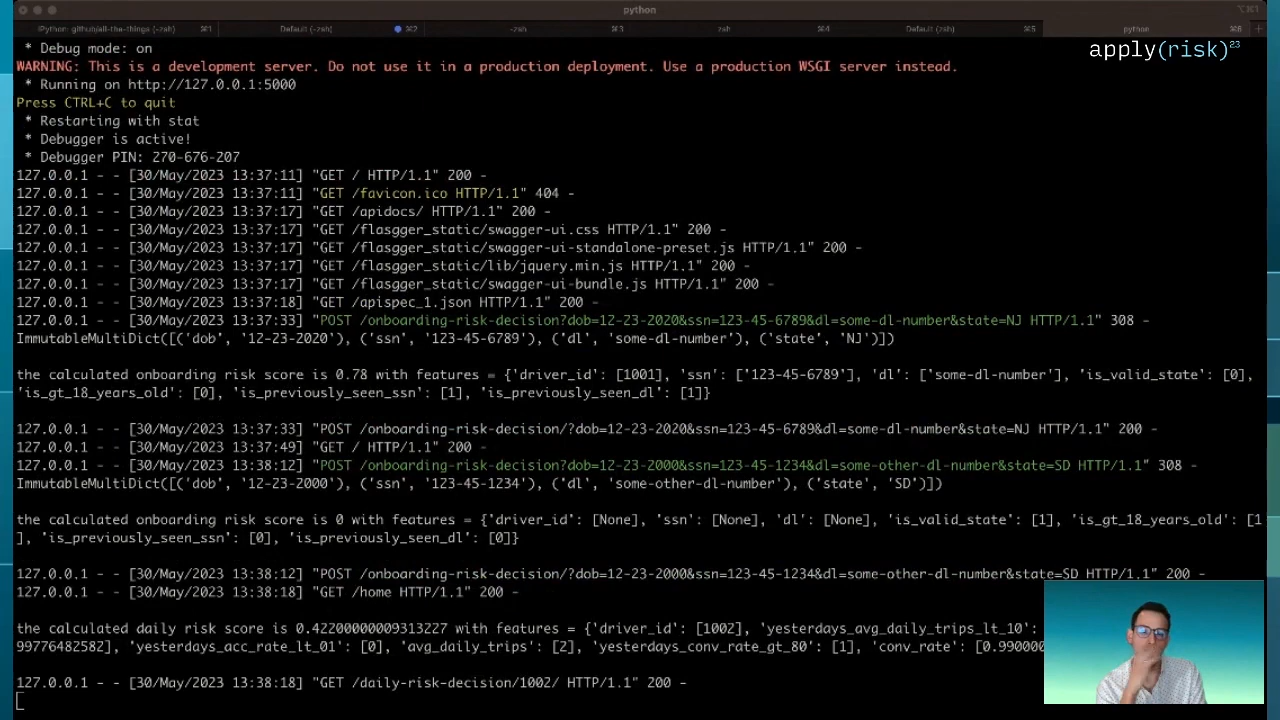 python
⌥⌘1
IPython: github/all-the-things (-zsh) ⌘1 Default (-zsh) ⌘2 -zsh ⌘3 zsh ⌘4 Default (zsh) ⌘5 python ⌘6 +
apply(risk)23
* Debug mode: on
WARNING: This is a development server. Do not use it in a production deployment. Use a production WSGI server instead.
* Running on http://127.0.0.1:5000
Press CTRL+C to quit
* Restarting with stat
* Debugger is active!
* Debugger PIN: 270-676-207
127.0.0.1 - - [30/May/2023 13:37:11] "GET / HTTP/1.1" 200 -
127.0.0.1 - - [30/May/2023 13:37:11] "GET /favicon.ico HTTP/1.1" 404 -
127.0.0.1 - - [30/May/2023 13:37:17] "GET /apidocs/ HTTP/1.1" 200 -
127.0.0.1 - - [30/May/2023 13:37:17] "GET /flasgger_static/swagger-ui.css HTTP/1.1" 200 -
127.0.0.1 - - [30/May/2023 13:37:17] "GET /flasgger_static/swagger-ui-standalone-preset.js HTTP/1.1" 200 -
127.0.0.1 - - [30/May/2023 13:37:17] "GET /flasgger_static/lib/jquery.min.js HTTP/1.1" 200 -
127.0.0.1 - - [30/May/2023 13:37:17] "GET /flasgger_static/swagger-ui-bundle.js HTTP/1.1" 200 -
127.0.0.1 - - [30/May/2023 13:37:18] "GET /apispec_1.json HTTP/1.1" 200 -
127.0.0.1 - - [30/May/2023 13:37:33] "POST /onboarding-risk-decision?dob=12-23-2020&ssn=123-45-6789&dl=some-dl-number&state=NJ HTTP/1.1" 308 -
ImmutableMultiDict([('dob', '12-23-2020'), ('ssn', '123-45-6789'), ('dl', 'some-dl-number'), ('state', 'NJ')])
the calculated onboarding risk score is 0.78 with features = {'driver_id': [1001], 'ssn': ['123-45-6789'], 'dl': ['some-dl-number'], 'is_valid_state': [0],
'is_gt_18_years_old': [0], 'is_previously_seen_ssn': [1], 'is_previously_seen_dl': [1]}
127.0.0.1 - - [30/May/2023 13:37:33] "POST /onboarding-risk-decision/?dob=12-23-2020&ssn=123-45-6789&dl=some-dl-number&state=NJ HTTP/1.1" 200 -
127.0.0.1 - - [30/May/2023 13:37:49] "GET / HTTP/1.1" 200 -
127.0.0.1 - - [30/May/2023 13:38:12] "POST /onboarding-risk-decision?dob=12-23-2000&ssn=123-45-1234&dl=some-other-dl-number&state=SD HTTP/1.1" 308 -
ImmutableMultiDict([('dob', '12-23-2000'), ('ssn', '123-45-1234'), ('dl', 'some-other-dl-number'), ('state', 'SD')])
the calculated onboarding risk score is 0 with features = {'driver_id': [None], 'ssn': [None], 'dl': [None], 'is_valid_state': [1], 'is_gt_18_years_old': [1
], 'is_previously_seen_ssn': [0], 'is_previously_seen_dl': [0]}
127.0.0.1 - - [30/May/2023 13:38:12] "POST /onboarding-risk-decision/?dob=12-23-2000&ssn=123-45-1234&dl=some-other-dl-number&state=SD HTTP/1.1" 200 -
127.0.0.1 - - [30/May/2023 13:38:18] "GET /home HTTP/1.1" 200 -
the calculated daily risk score is 0.42200000009313227 with features = {'driver_id': [1002], 'yesterdays_avg_daily_trips_lt_10':
99776482582], 'yesterdays_acc_rate_lt_01': [0], 'avg_daily_trips': [2], 'yesterdays_conv_rate_gt_80': [1], 'conv_rate': [0.990000
127.0.0.1 - - [30/May/2023 13:38:18] "GET /daily-risk-decision/1002/ HTTP/1.1" 200 -